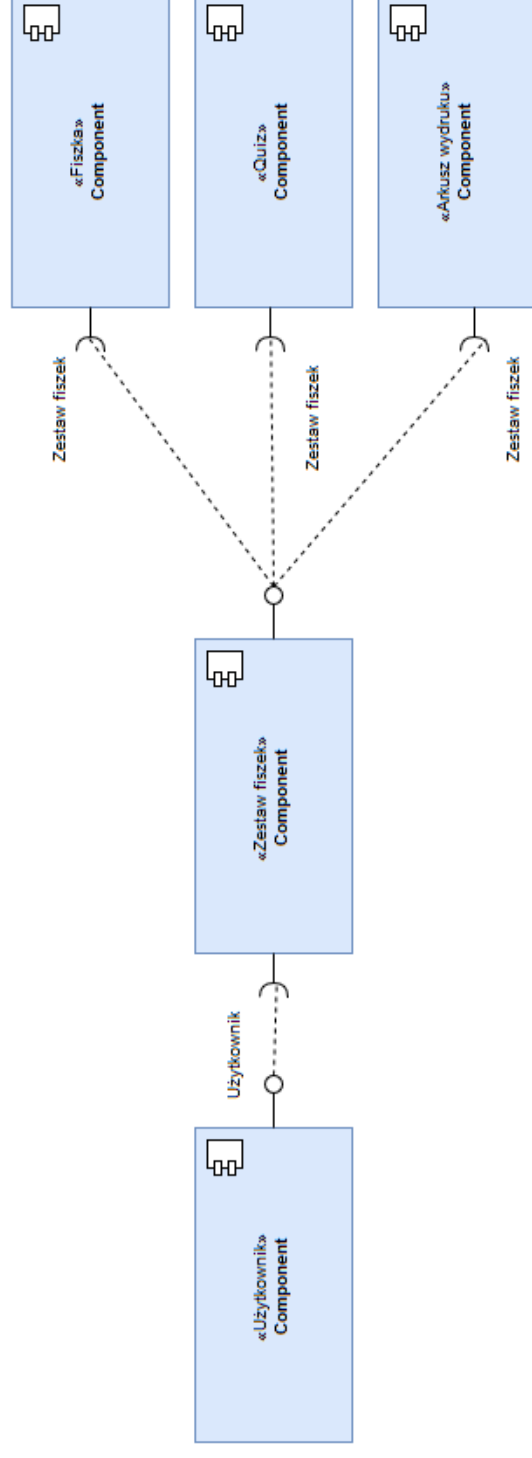 «Fiszka»
Component
«Quiz»
Component
«Arkusz wydruku»
Component
Zestaw fiszek
Zestaw fiszek
Zestaw fiszek
«Zestaw fiszek»
Component
Użytkownik
«Użytkownik»
Component